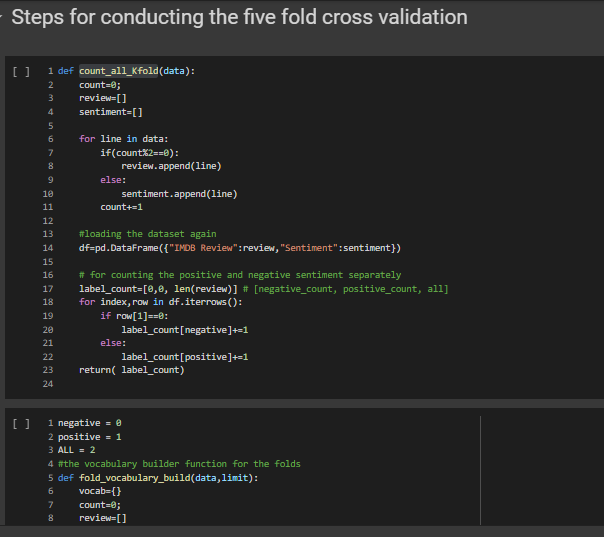 Steps for conducting the five fold cross validation
[ ] 1 def count_all_Kfold(data):
2 count=0;
3 review=[]
4 sentiment=[]
5
6 for line in data:
7 if(count%2==0):
8 review.append(line)
9 else:
10 sentiment.append(line)
11 count+=1
12
13 #loading the dataset again
14 df=pd.DataFrame({"IMDB Review":review,"Sentiment":sentiment})
15
16 # for counting the positive and negative sentiment separately
17 label_count=[0,0, len(review)] # [negative_count, positive_count, all]
18 for index,row in df.iterrows():
19 if row[1]==0:
20 label_count[negative]+=1
21 else:
22 label_count[positive]+=1
23 return( label_count)
24
[ ] 1 negative = 0
2 positive = 1
3 ALL = 2
4 #the vocabulary builder function for the folds
5 def fold_vocabulary_build(data,limit):
6 vocab={}
7 count=0;
8 review=[]